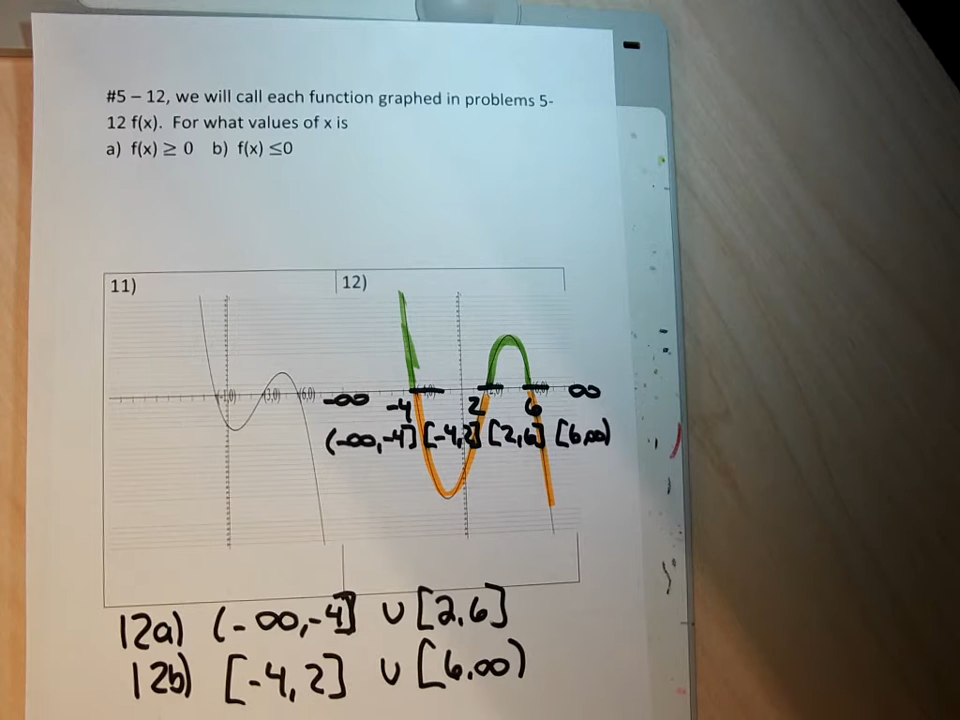 #5 – 12, we will call each function graphed in problems 5-
12 f(x). For what values of x is
a) f(x) ≥ 0 b) f(x) ≤0
11) 12)
(-1,0) (3,0) (6,0) -∞ -4 2 6 ∞
(-∞,-4] [-4,2] [2,6] [6,∞)
12a) (-∞,-4] ∪ [2,6]
12b) [-4,2] ∪ [6,∞)